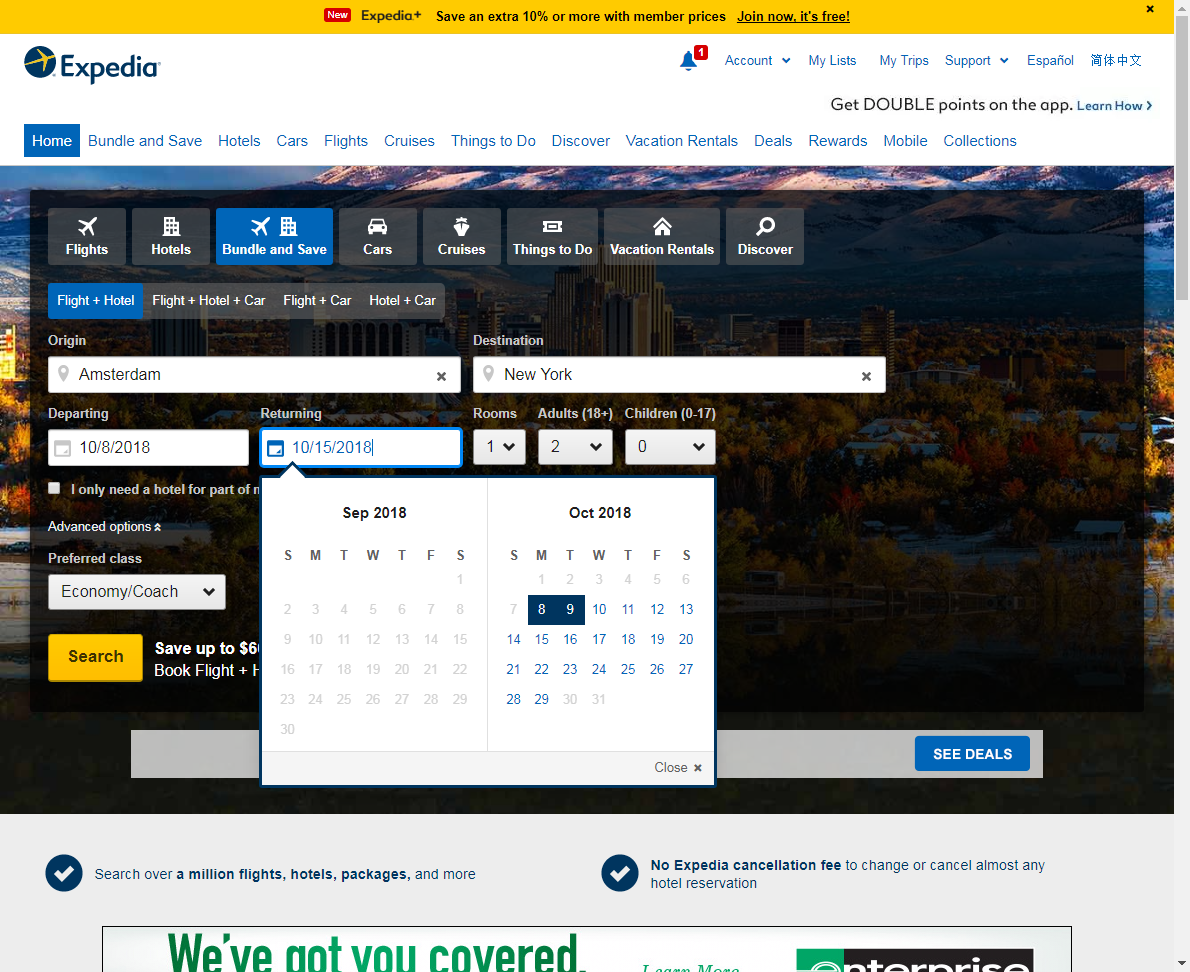 New Expedia+ Save an extra 10% or more with member prices Join now, it's free!
Expedia
1 Account My Lists My Trips Support Español 简体中文
Get DOUBLE points on the app. Learn How
Home Bundle and Save Hotels Cars Flights Cruises Things to Do Discover Vacation Rentals Deals Rewards Mobile Collections
Flights Hotels Bundle and Save Cars Cruises Things to Do Vacation Rentals Discover
Flight + Hotel Flight + Hotel + Car Flight + Car Hotel + Car
Origin Destination
Amsterdam New York
Departing Returning Rooms Adults (18+) Children (0-17)
10/8/2018 10/15/2018 1 2 0
I only need a hotel for part of
Advanced options
Preferred class
Economy/Coach
Search
Save up to $6
Book Flight +
Sep 2018
S M T W T F S
1
2 3 4 5 6 7 8
9 10 11 12 13 14 15
16 17 18 19 20 21 22
23 24 25 26 27 28 29
30
Oct 2018
S M T W T F S
1 2 3 4 5 6
7 8 9 10 11 12 13
14 15 16 17 18 19 20
21 22 23 24 25 26 27
28 29 30 31
Close
SEE DEALS
Search over a million flights, hotels, packages, and more
No Expedia cancellation fee to change or cancel almost any
hotel reservation
We've got you covered.
Learn More
enterprise